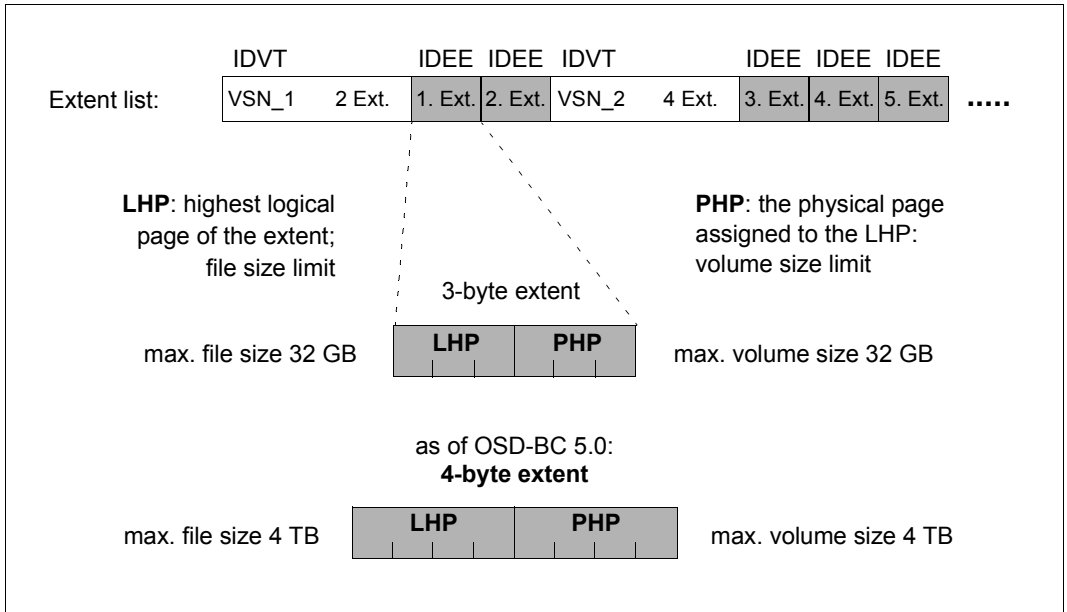 IDVT IDEE IDEE IDVT IDEE IDEE IDEE
Extent list: VSN_1 2 Ext. 1. Ext. 2. Ext. VSN_2 4 Ext. 3. Ext. 4. Ext. 5. Ext. .....
LHP: highest logical
page of the extent;
file size limit
PHP: the physical page
assigned to the LHP:
volume size limit
3-byte extent
max. file size 32 GB LHP PHP max. volume size 32 GB
as of OSD-BC 5.0:
4-byte extent
max. file size 4 TB LHP PHP max. volume size 4 TB